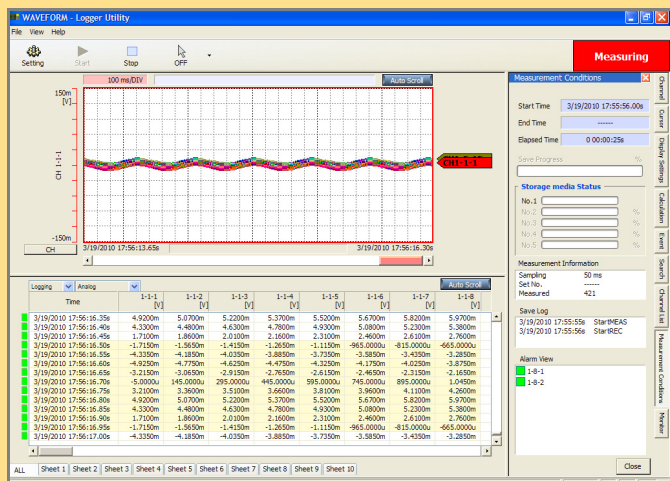 WAVEFORM - Logger Utility
File View Help
Setting Start Stop OFF
Measuring
100 ms/DIV Auto Scroll
150m
[V]
CH 1-1-1
-150m
CH1-1-1
CH 3/19/2010 17:56:13.65s 3/19/2010 17:56:16.30s
Logging Analog Auto Scroll
Time 1-1-1 1-1-2 1-1-3 1-1-4 1-1-5 1-1-6 1-1-7 1-1-8
[V] [V] [V] [V] [V] [V] [V] [V]
3/19/2010 17:56:16.35s 4.9200m 5.0700m 5.2200m 5.3700m 5.5200m 5.6700m 5.8200m 5.9700m
3/19/2010 17:56:16.40s 4.3300m 4.4800m 4.6300m 4.7800m 4.9300m 5.0800m 5.2300m 5.3800m
3/19/2010 17:56:16.45s 1.7100m 1.8600m 2.0100m 2.1600m 2.3100m 2.4600m 2.6100m 2.7600m
3/19/2010 17:56:16.50s -1.7150m -1.5650m -1.4150m -1.2650m -1.1150m -965.0000u -815.0000u -665.0000u
3/19/2010 17:56:16.55s -4.3350m -4.1850m -4.0350m -3.8850m -3.7350m -3.5850m -3.4350m -3.2850m
3/19/2010 17:56:16.60s -4.9250m -4.7750m -4.6250m -4.4750m -4.3250m -4.1750m -4.0250m -3.8750m
3/19/2010 17:56:16.65s -3.2150m -3.0650m -2.9150m -2.7650m -2.6150m -2.4650m -2.3150m -2.1650m
3/19/2010 17:56:16.70s -5.0000u 145.0000u 295.0000u 445.0000u 595.0000u 745.0000u 895.0000u 1.0450m
3/19/2010 17:56:16.75s 3.2100m 3.3600m 3.5100m 3.6600m 3.8100m 3.9600m 4.1100m 4.2600m
3/19/2010 17:56:16.80s 4.9200m 5.0700m 5.2200m 5.3700m 5.5200m 5.6700m 5.8200m 5.9700m
3/19/2010 17:56:16.85s 4.3300m 4.4800m 4.6300m 4.7800m 4.9300m 5.0800m 5.2300m 5.3800m
3/19/2010 17:56:16.90s 1.7100m 1.8600m 2.0100m 2.1600m 2.3100m 2.4600m 2.6100m 2.7600m
3/19/2010 17:56:16.95s -1.7150m -1.5650m -1.4150m -1.2650m -1.1150m -965.0000u -815.0000u -665.0000u
3/19/2010 17:56:17.00s -4.3350m -4.1850m -4.0350m -3.8850m -3.7350m -3.5850m -3.4350m -3.2850m
ALL Sheet 1 Sheet 2 Sheet 3 Sheet 4 Sheet 5 Sheet 6 Sheet 7 Sheet 8 Sheet 9 Sheet 10
Measurement Conditions
Start Time 3/19/2010 17:55:56.00s
End Time ------
Elapsed Time 0 00:00:25s
Save Progress %
Storage media Status
No.1
No.2 %
No.3 %
No.4 %
No.5 %
Measurement Information
Sampling 50 ms
Set No. ------
Measured 421
Save Log
3/19/2010 17:55:55s StartMEAS
3/19/2010 17:55:56s StartREC
Alarm View
1-8-1
1-8-2
Close
Channel
Cursor
Display Settings
Calculation
Event
Search
Channel List
Measurement Conditions
Monitor